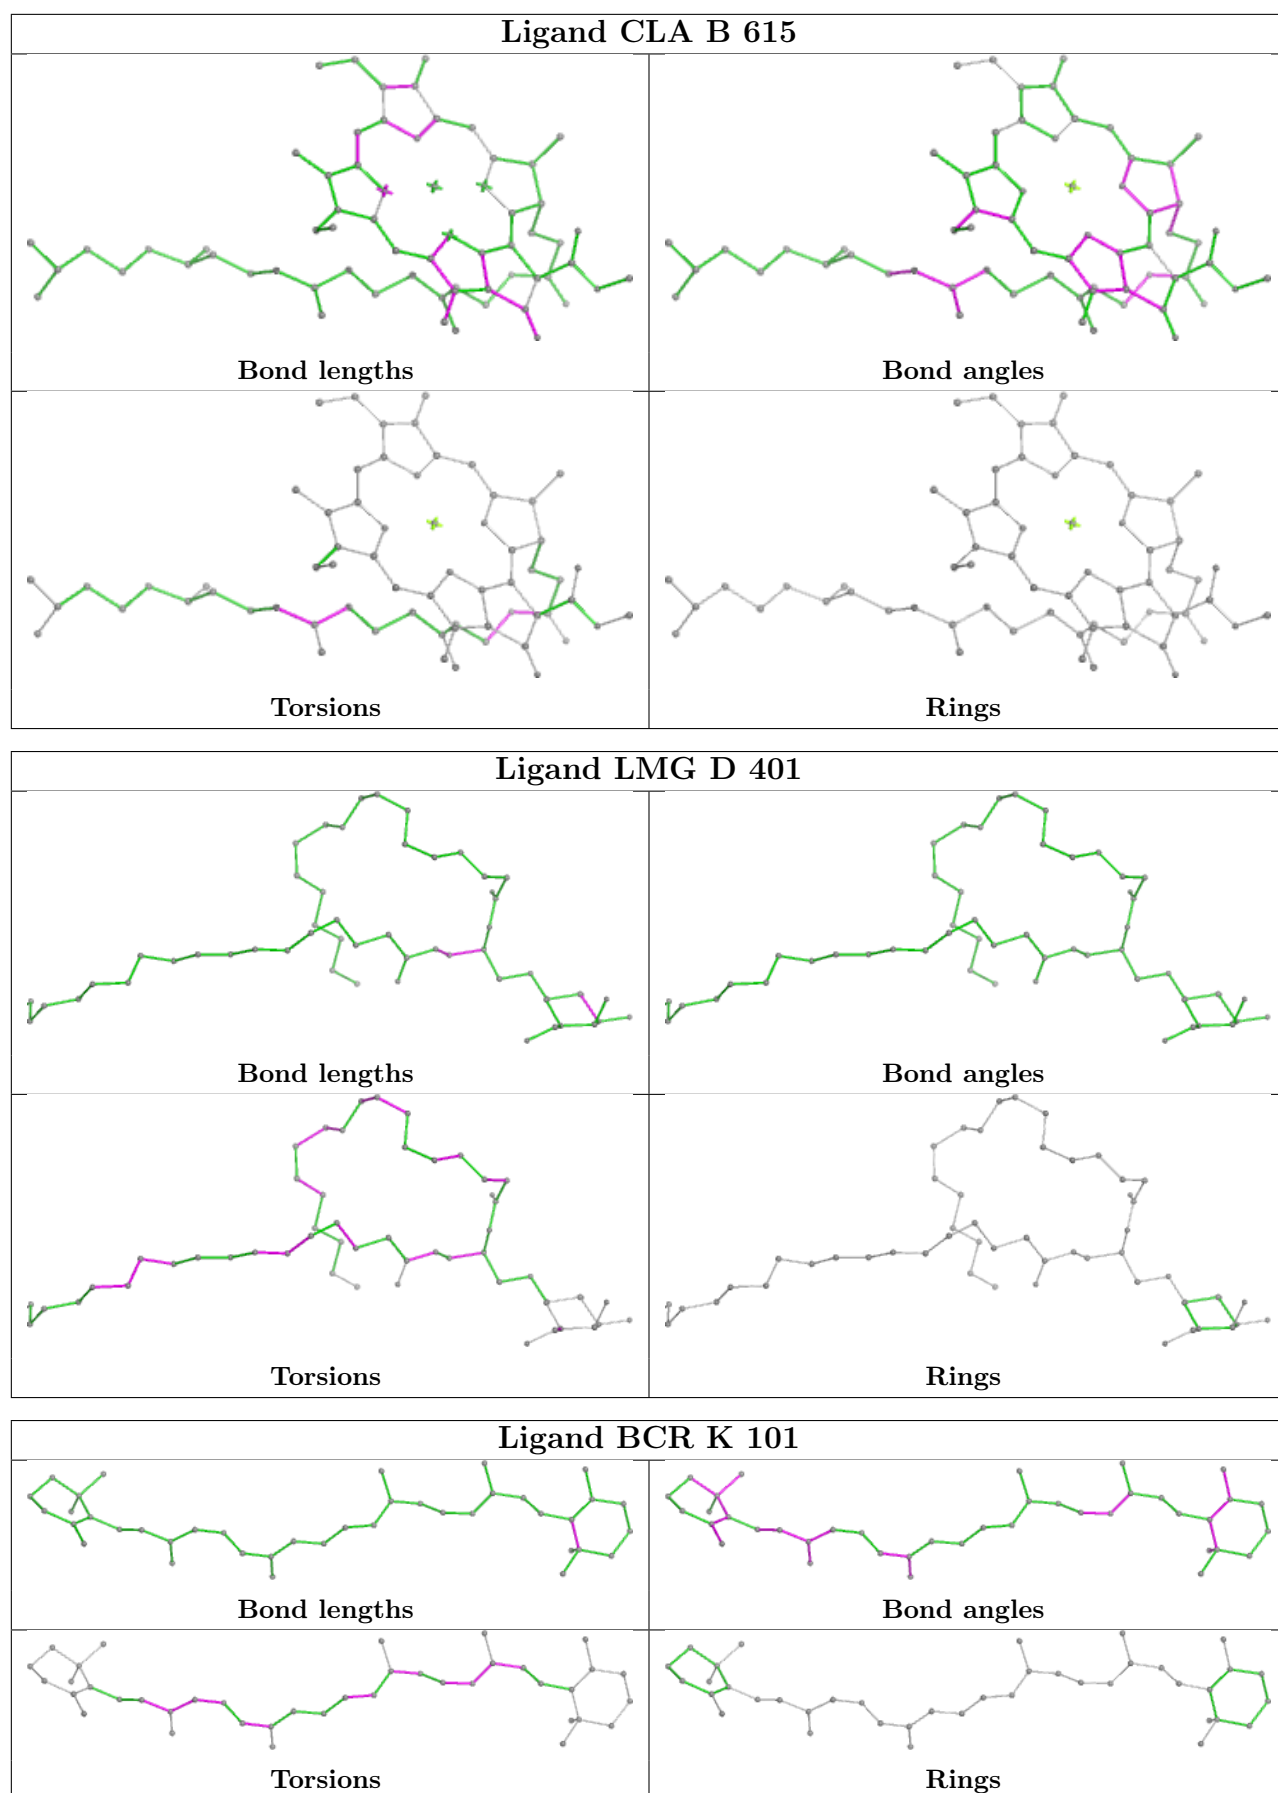 Ligand CLA B 615
Bond lengths
Bond angles
Torsions
Rings
Ligand LMG D 401
Bond lengths
Bond angles
Torsions
Rings
Ligand BCR K 101
Bond lengths
Bond angles
Torsions
Rings